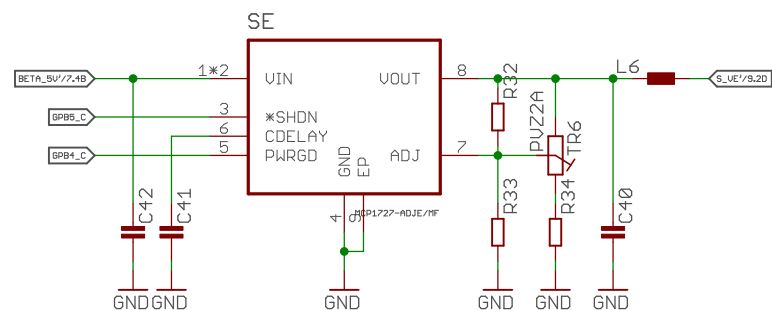 SE
BETA_5V'/7.4B
1*2
VIN
VOUT
8
L6
S_VE'/9.2D
R32
GPB5_C
3
*SHDN
6
CDELAY
GPB4_C
5
PWRGD
GND
EP
ADJ
7
PVZ2A
TR6
C42
C41
4
9
MCP1727-ADJE/MF
R33
R34
C40
GND
GND
GND
GND
GND
GND